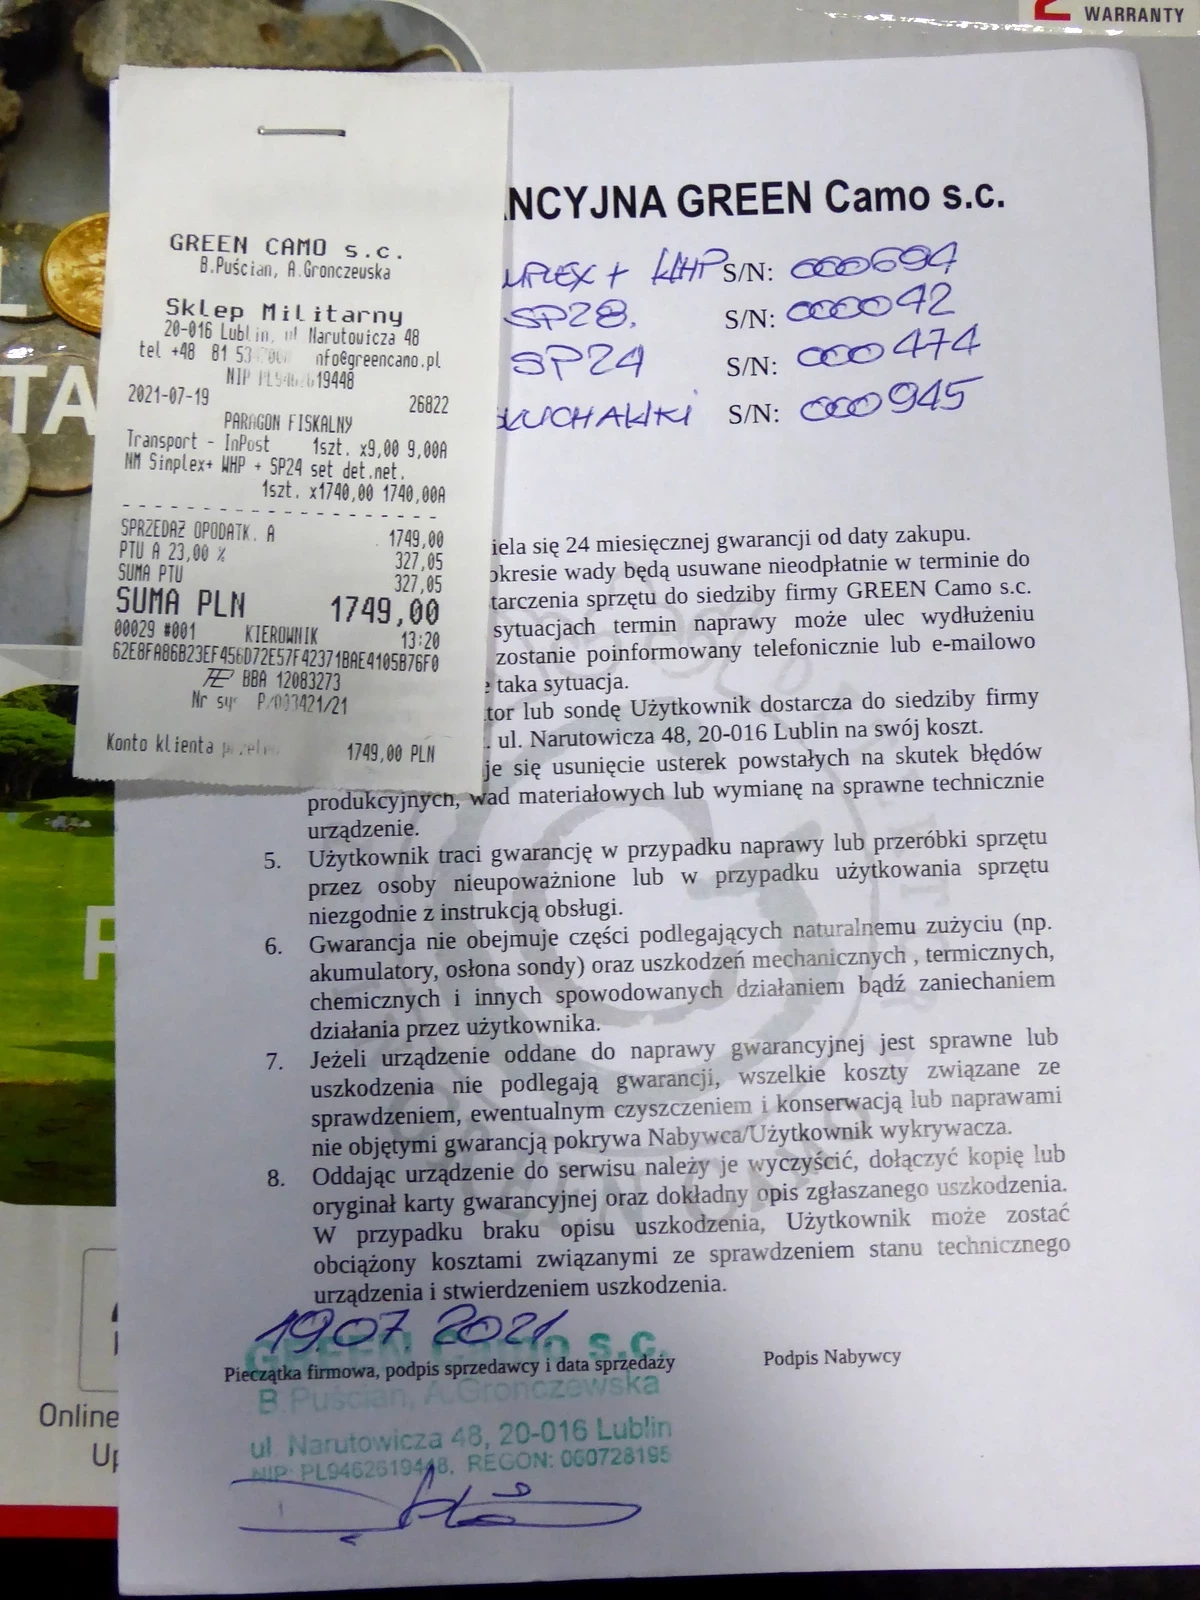 WARRANTY
GREEN CAMO s.c.
B.Puścian, A.Gronczewska
Sklep Militarny
20-016 Lublin, ul Narutowicza 48
tel +48 81 53 nfo@greencamo.pl
NIP 19448
2021-07-19 26822
PARAGON FISKALNY
Transport - InPost 1szt. x9,00 9,00A
NM Simplex+ WHP + SP24 set det.net.
1szt. x1740,00 1740,00A
SPRZEDAŻ OPODATK. A 1749,00
PTU A 23,00 % 327,05
SUMA PTU 327,05
SUMA PLN 1749,00
00029 #001 KIEROWNIK 13:20
62E8FA86B23EF456D72E57F42371BAE4105B76F0
BBA 12083273
Nr sys P/003421/21
Konto klienta 1749,00 PLN
NCYJNA GREEN Camo s.c.
MPLEX + WHP S/N: 000694
SP28. S/N: 000042
SP24 S/N: 000474
ŁUCHAWKI S/N: 000945
iela się 24 miesięcznej gwarancji od daty zakupu.
okresie wady będą usuwane nieodpłatnie w terminie do
tarczenia sprzętu do siedziby firmy GREEN Camo s.c.
sytuacjach termin naprawy może ulec wydłużeniu
zostanie poinformowany telefonicznie lub e-mailowo
taka sytuacja.
tor lub sondę Użytkownik dostarcza do siedziby firmy
. ul. Narutowicza 48, 20-016 Lublin na swój koszt.
je się usunięcie usterek powstałych na skutek błędów
produkcyjnych, wad materiałowych lub wymianę na sprawne technicznie
urządzenie.
5. Użytkownik traci gwarancję w przypadku naprawy lub przeróbki sprzętu
przez osoby nieupoważnione lub w przypadku użytkowania sprzętu
niezgodnie z instrukcją obsługi.
6. Gwarancja nie obejmuje części podlegających naturalnemu zużyciu (np.
akumulatory, osłona sondy) oraz uszkodzeń mechanicznych , termicznych,
chemicznych i innych spowodowanych działaniem bądź zaniechaniem
działania przez użytkownika.
7. Jeżeli urządzenie oddane do naprawy gwarancyjnej jest sprawne lub
uszkodzenia nie podlegają gwarancji, wszelkie koszty związane ze
sprawdzeniem, ewentualnym czyszczeniem i konserwacją lub naprawami
nie objętymi gwarancją pokrywa Nabywca/Użytkownik wykrywacza.
8. Oddając urządzenie do serwisu należy je wyczyścić, dołączyć kopię lub
oryginał karty gwarancyjnej oraz dokładny opis zgłaszanego uszkodzenia.
W przypadku braku opisu uszkodzenia, Użytkownik może zostać
obciążony kosztami związanymi ze sprawdzeniem stanu technicznego
urządzenia i stwierdzeniem uszkodzenia.
19.07.2021
GREEN Camo s.c.
Pieczątka firmowa, podpis sprzedawcy i data sprzedaży Podpis Nabywcy
B.Puścian, A.Gronczewska
ul. Narutowicza 48, 20-016 Lublin
NIP: PL9462619448, REGON: 060728195
Online
Up